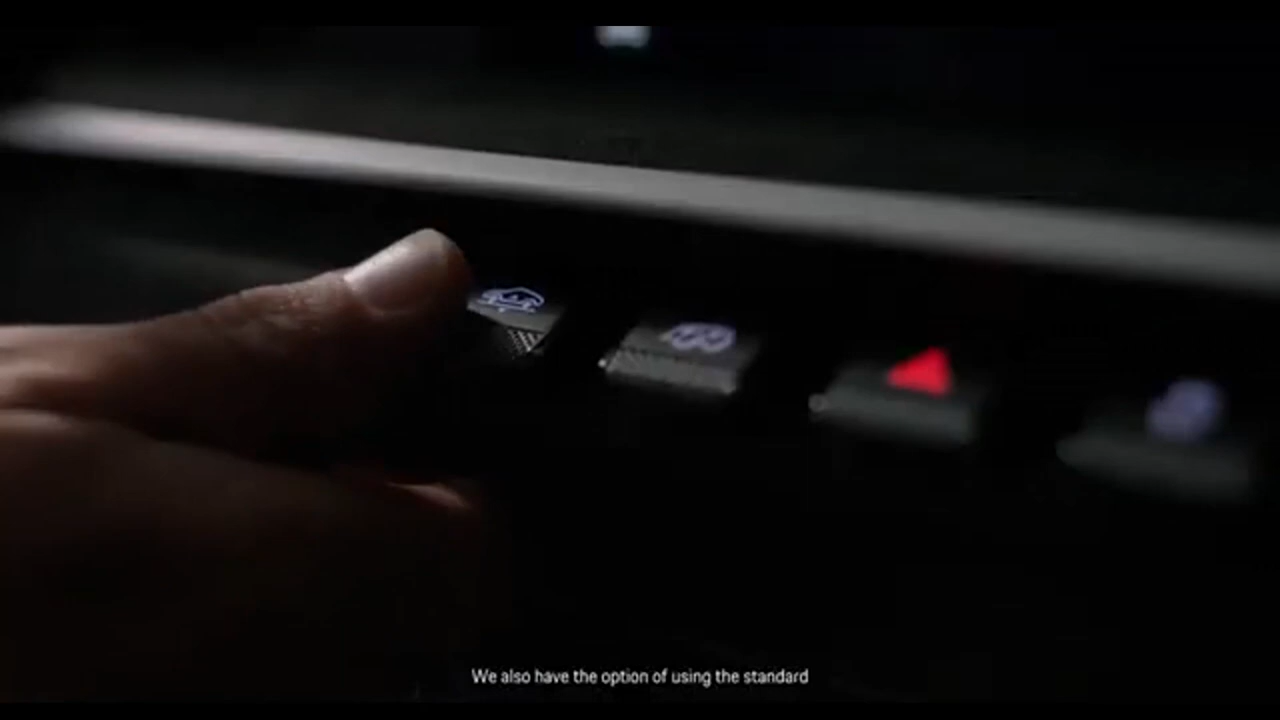 We also have the option of using the standard